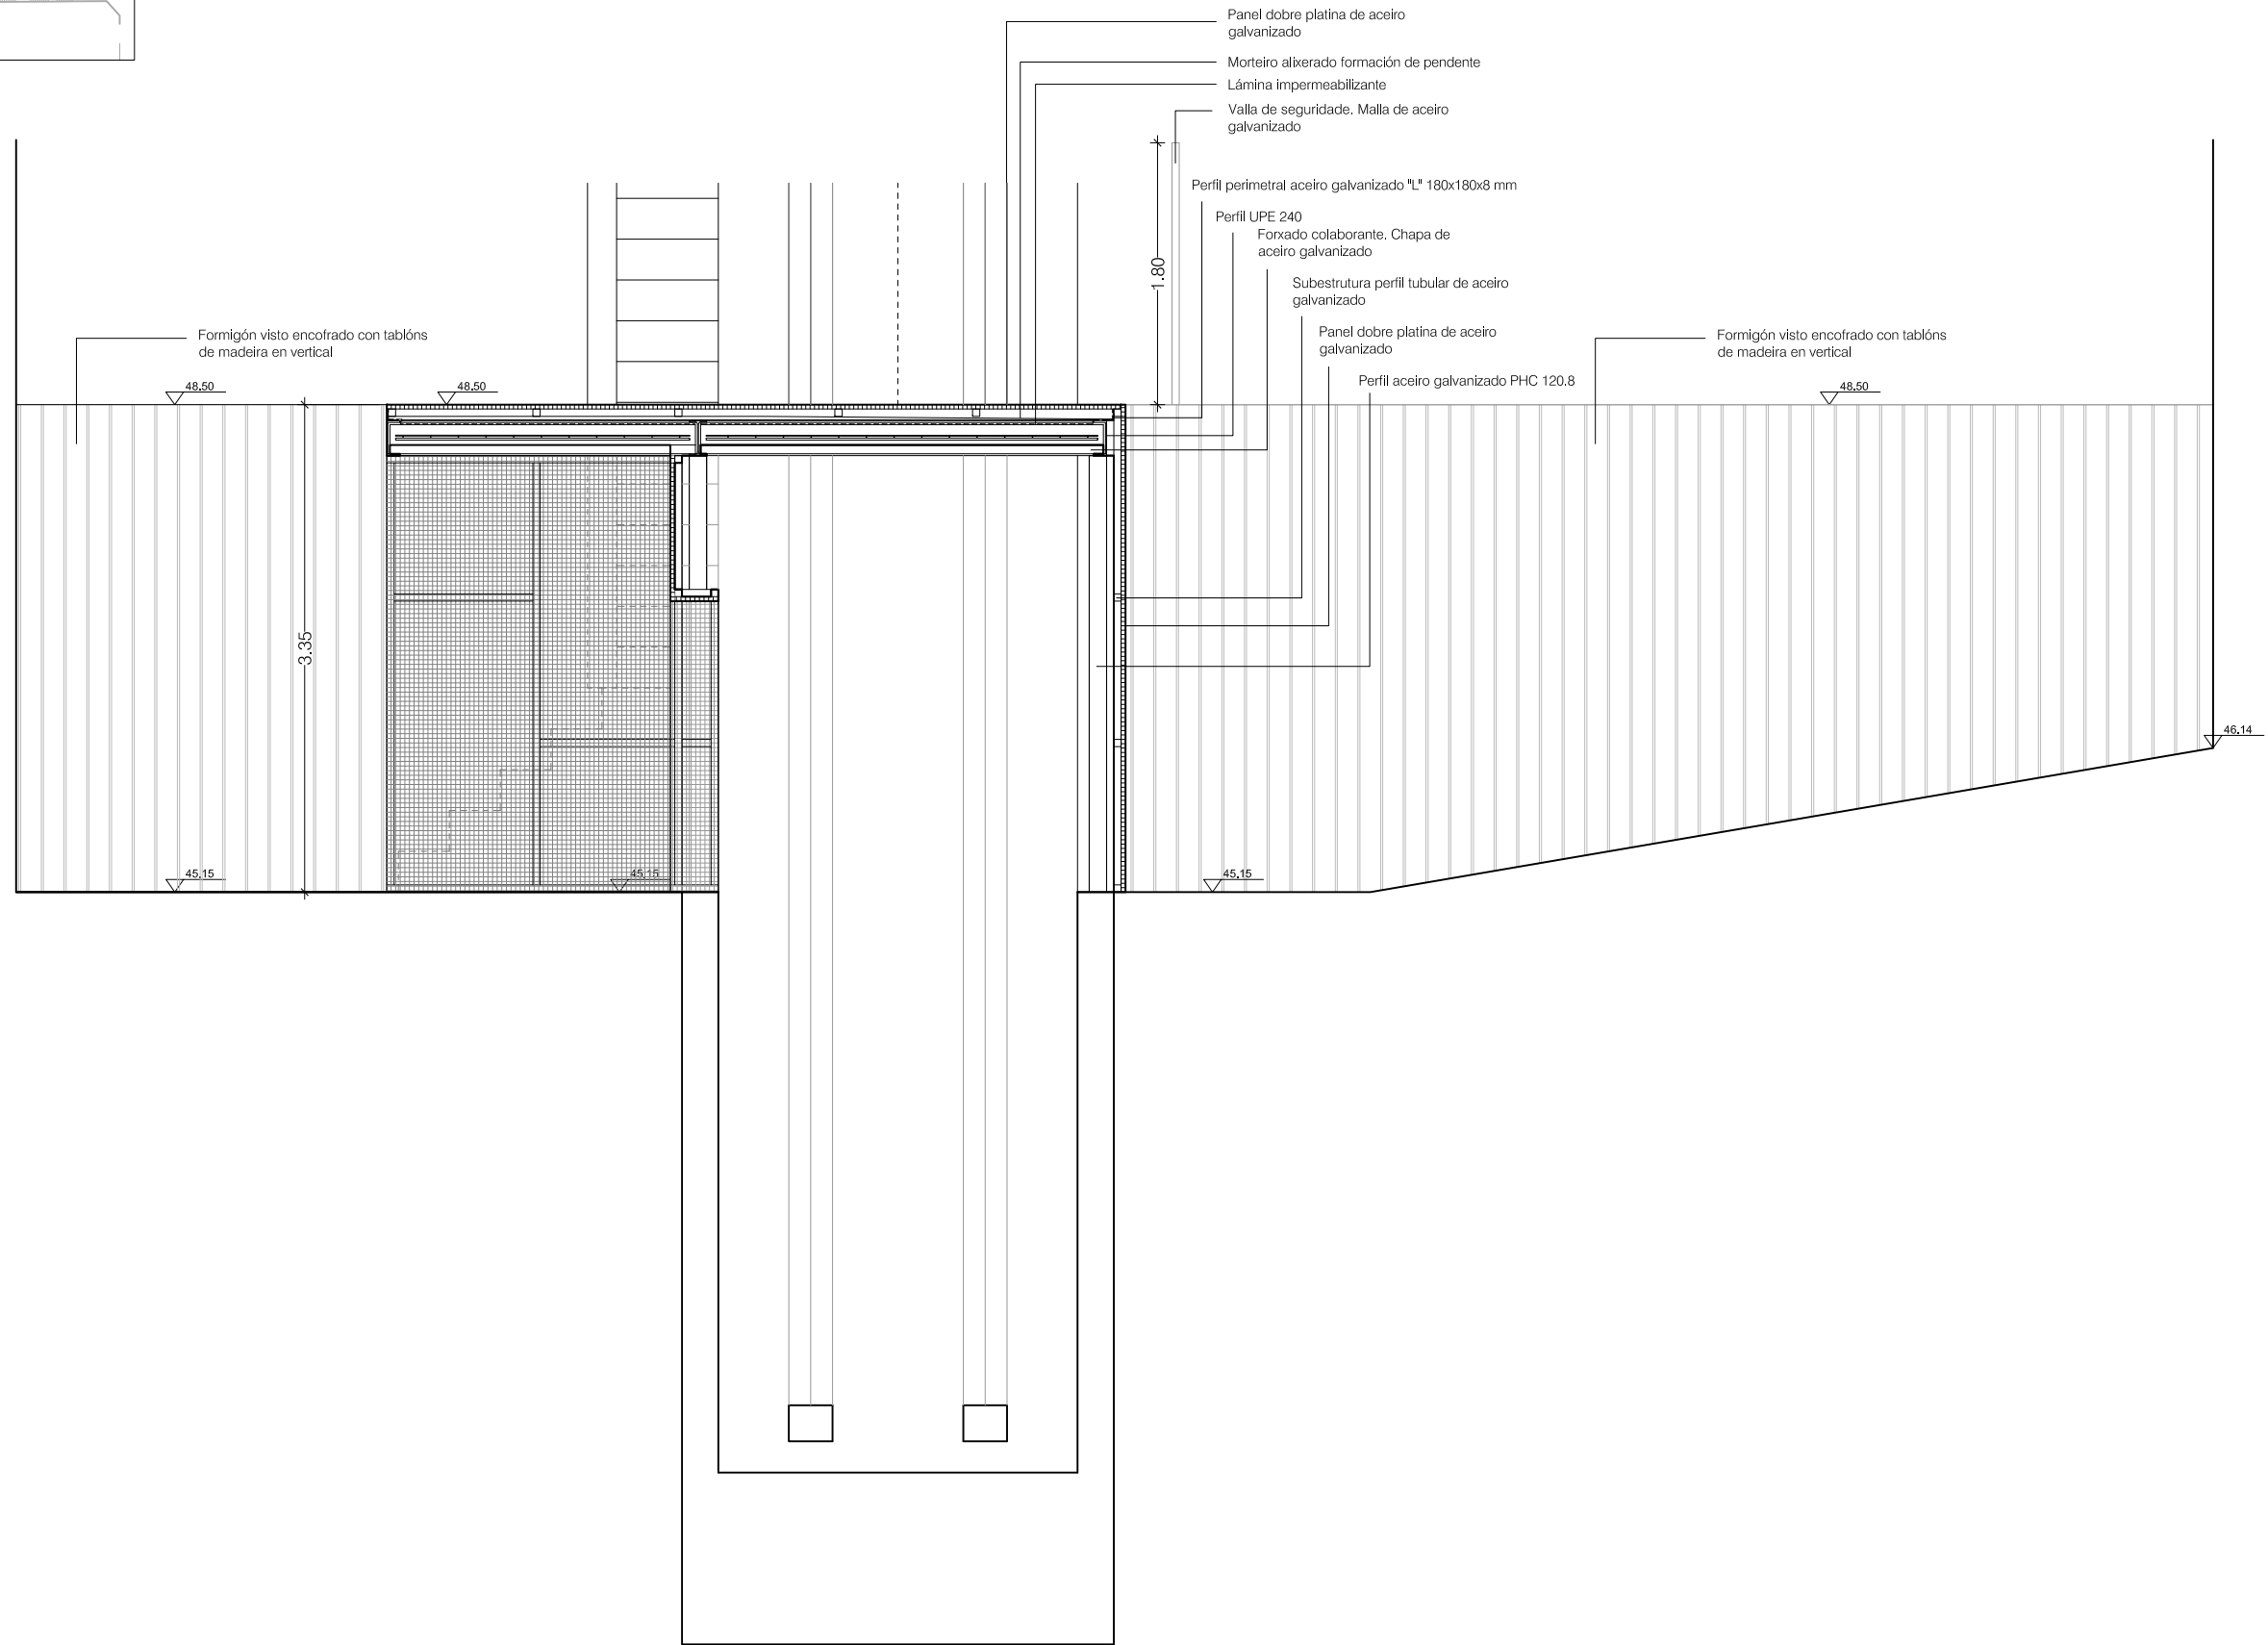 Panel dobre platina de aceiro
galvanizado
Morteiro alixerado formación de pendente
Lámina impermeabilizante
Valla de seguridade. Malla de aceiro
galvanizado
Perfil perimetral aceiro galvanizado "L" 180x180x8 mm
Perfil UPE 240
Forxado colaborante. Chapa de
aceiro galvanizado
1.80
Subestrutura perfil tubular de aceiro
galvanizado
Panel dobre platina de aceiro
galvanizado
Formigón visto encofrado con tablóns
de madeira en vertical
Formigón visto encofrado con tablóns
de madeira en vertical
Perfil aceiro galvanizado PHC 120.8
48.50
48.50
48.50
3.35
46.14
45.15
45.15
45.15